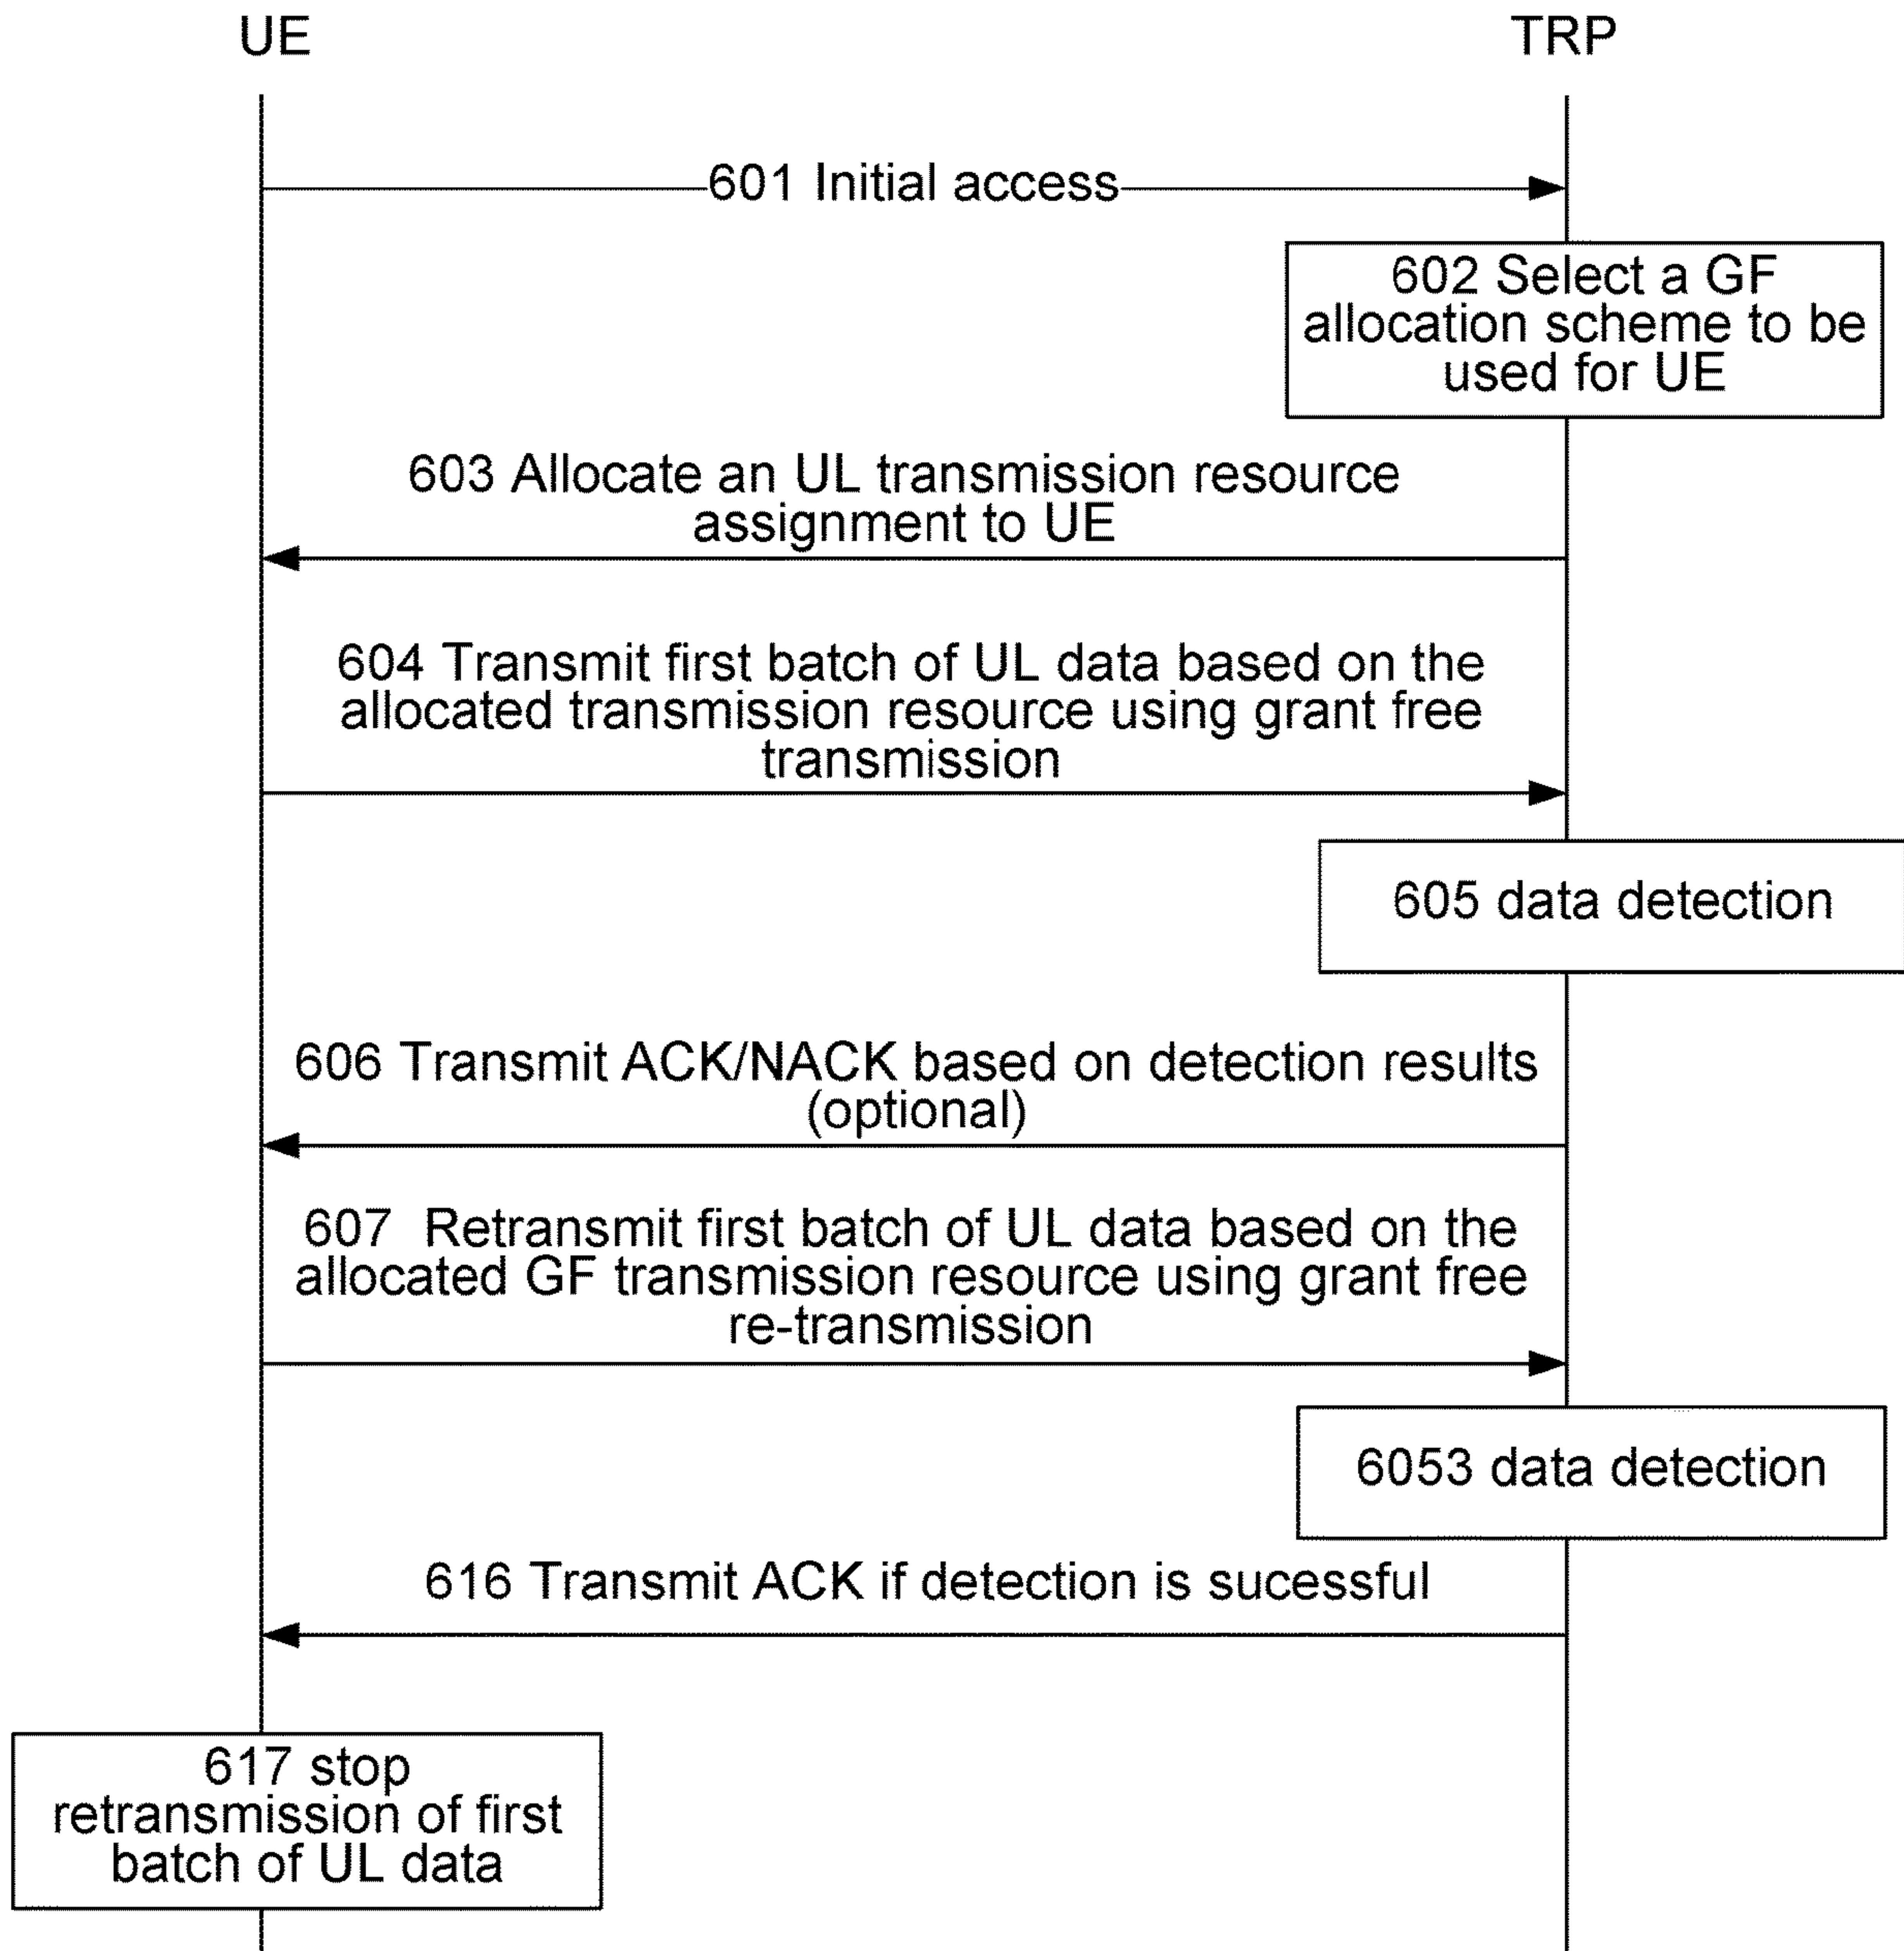 UE
TRP
601 Initial access
602 Select a GF
allocation scheme to be
used for UE
603 Allocate an UL transmission resource
assignment to UE
604 Transmit first batch of UL data based on the
allocated transmission resource using grant free
transmission
605 data detection
606 Transmit ACK/NACK based on detection results
(optional)
607 Retransmit first batch of UL data based on the
allocated GF transmission resource using grant free
re-transmission
6053 data detection
616 Transmit ACK if detection is sucessful
617 stop
retransmission of first
batch of UL data